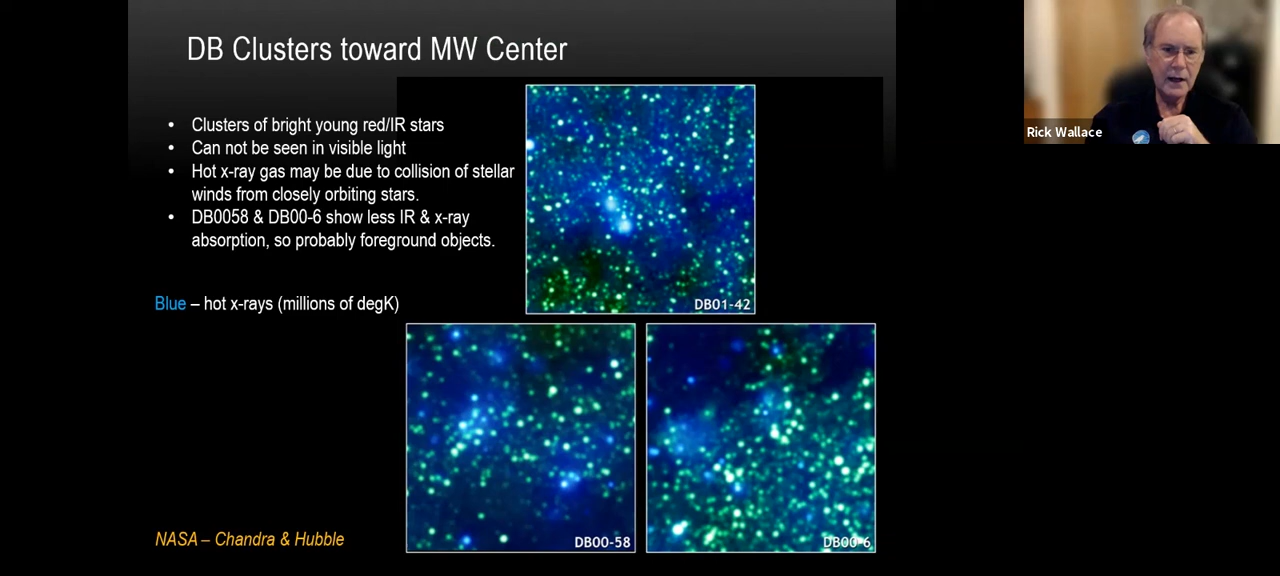 DB Clusters toward MW Center
• Clusters of bright young red/IR stars
• Can not be seen in visible light
• Hot x-ray gas may be due to collision of stellar
winds from closely orbiting stars.
• DB0058 & DB00-6 show less IR & x-ray
absorption, so probably foreground objects.
Blue – hot x-rays (millions of degK)
DB01-42
DB00-58
DB00-6
NASA – Chandra & Hubble
Rick Wallace